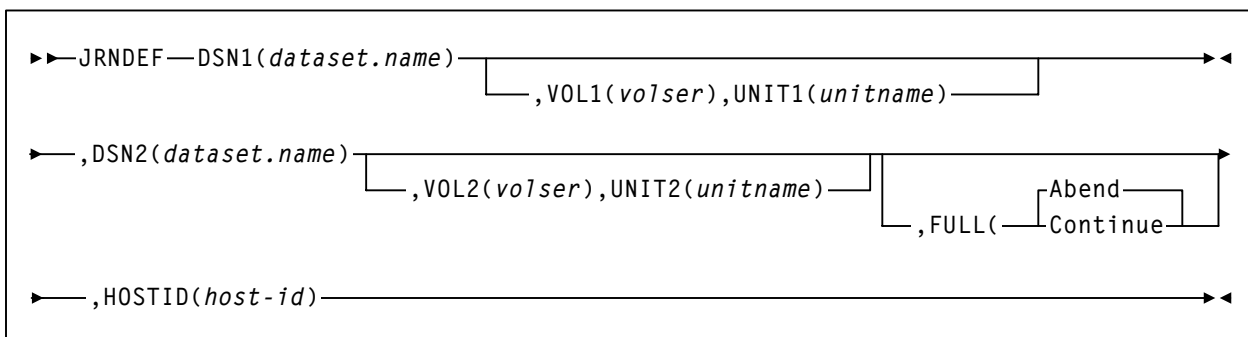 JRNDEF DSN1(dataset.name)
,VOL1(volser),UNIT1(unitname)
,DSN2(dataset.name)
,VOL2(volser),UNIT2(unitname)
Abend
,FULL( Continue
,HOSTID(host-id)